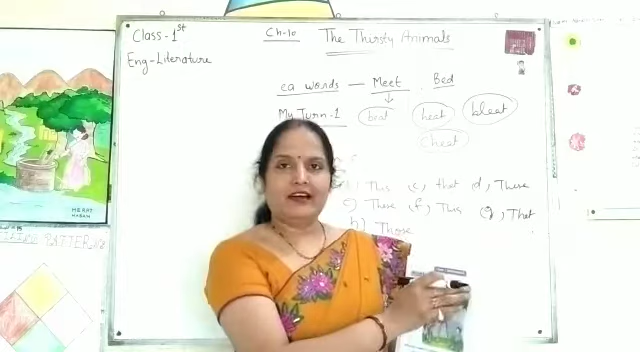 Class-1st
Ch-10 The Thirsty Animals
Eng-Literature
ea words — Meet Bed
My Turn-1 beat heat bleat
cheat
This c, that d, These
e, These f, This g, That
h) Those